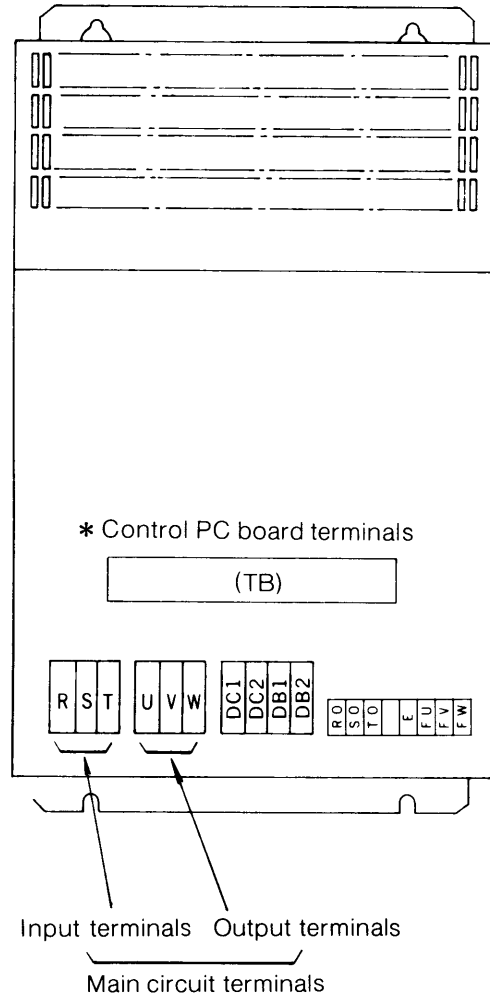 * Control PC board terminals
(TB)
R S T U V W DC1 DC2 DB1 DB2
RO SO TO E FU FV FW
Input terminals Output terminals
Main circuit terminals